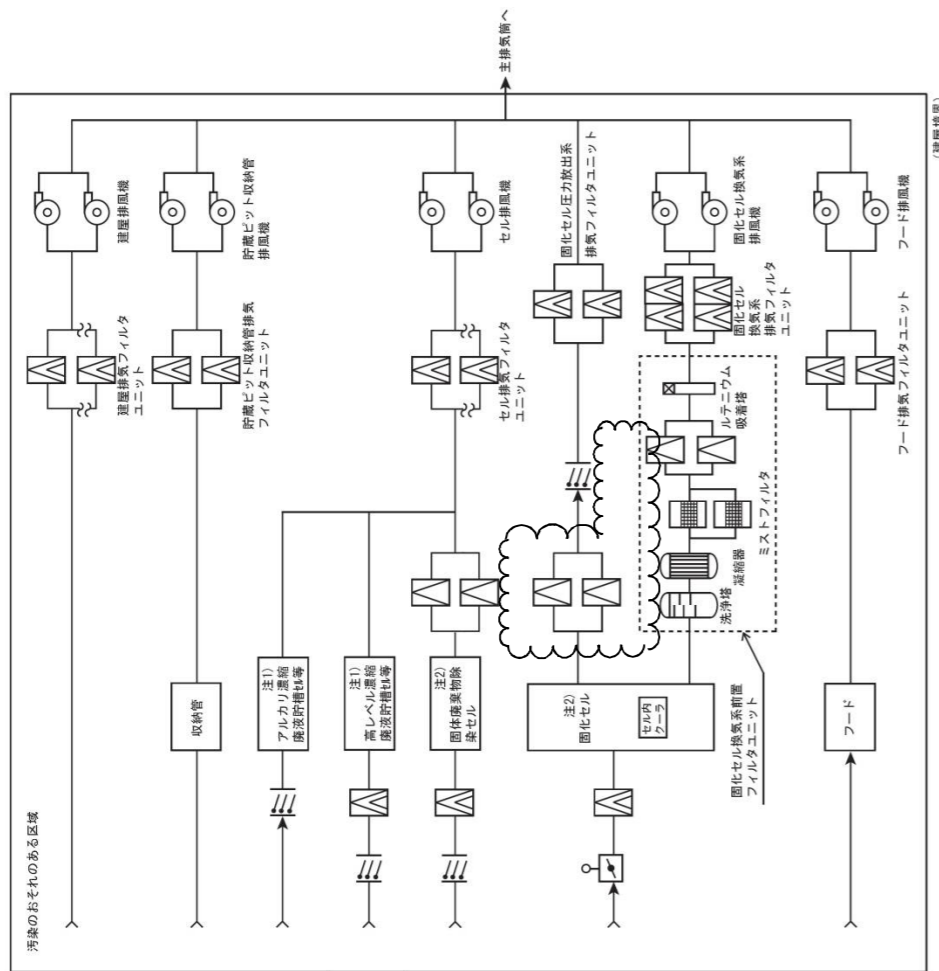 主排気筒へ
(建屋境界)
汚染のおそれのある区域
建屋排風機
建屋排気フィルタ
ユニット
貯蔵ピット収納管
排風機
貯蔵ピット収納管排気
フィルタユニット
収納管
セル排風機
セル排気フィルタ
ユニット
注1)
アルカリ濃縮
廃液貯槽セル等
注1)
高レベル濃縮
廃液貯槽セル等
注2)
固体廃棄物除
染セル
固化セル圧力放出系
排気フィルタユニット
注2)
固化セル
セル内
クーラ
固化セル換気系
排風機
固化セル
換気系
排気フィルタ
ユニット
ルテニウム
吸着塔
ミストフィルタ
凝縮器
洗浄塔
固化セル換気系前置
フィルタユニット
フード排風機
フード排気フィルタユニット
フード